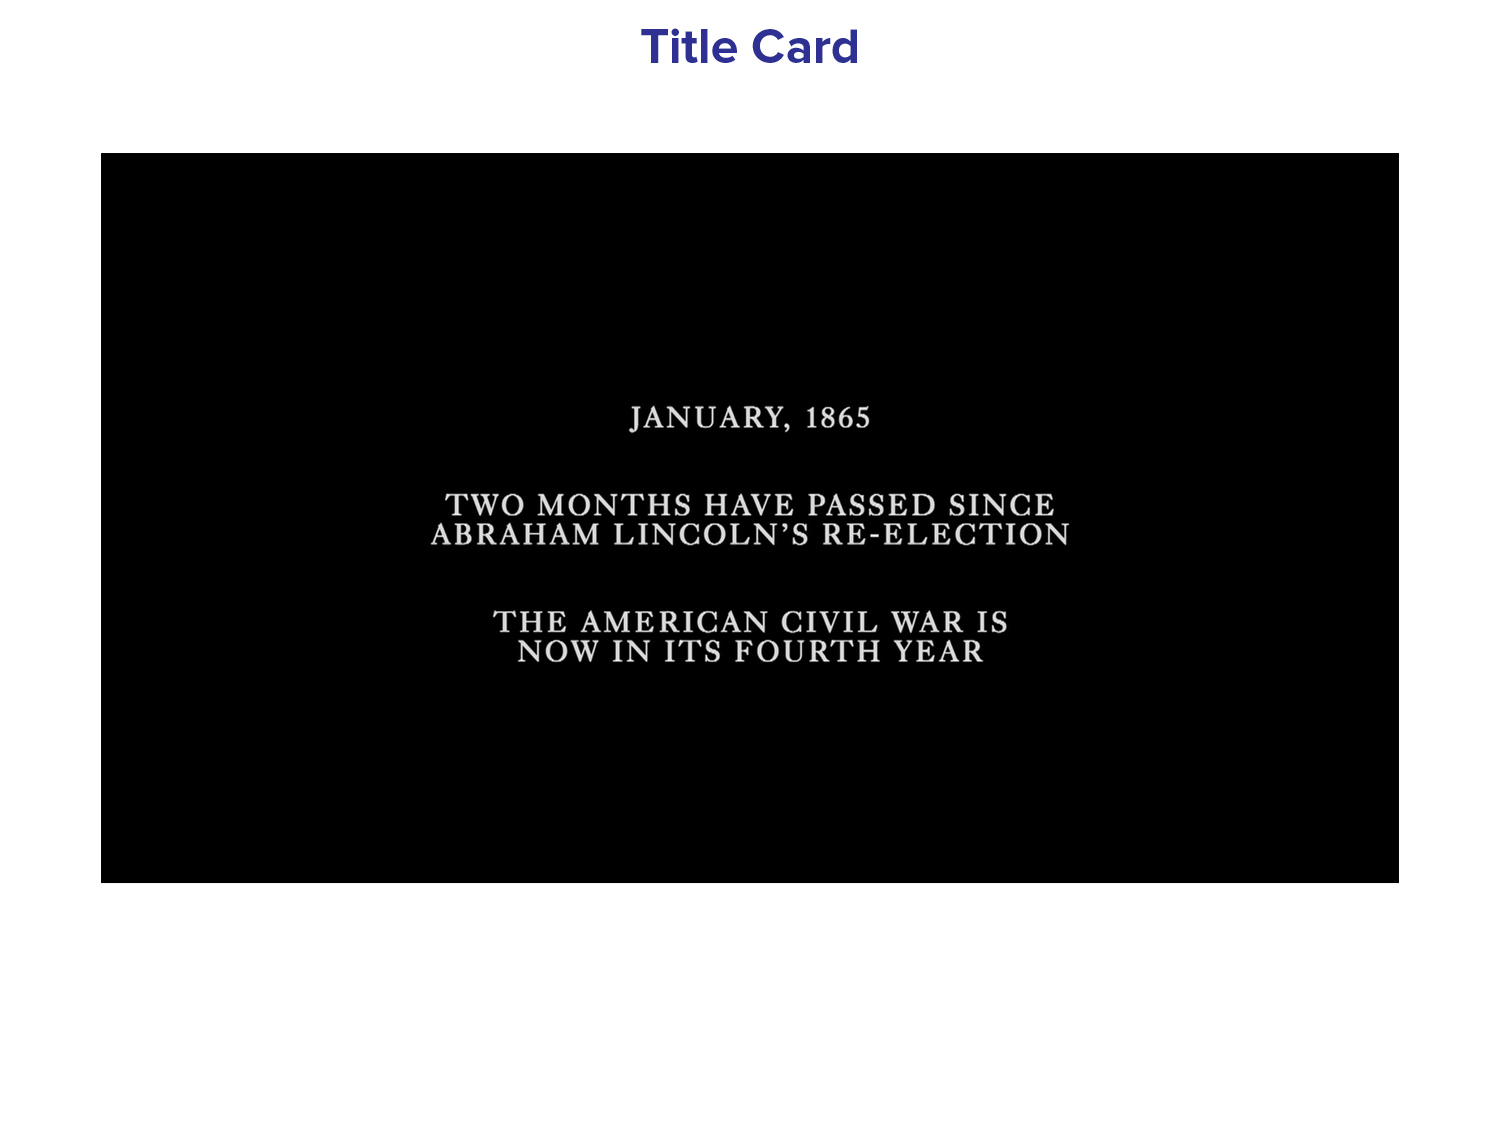 Title Card
JANUARY, 1865
TWO MONTHS HAVE PASSED SINCE
ABRAHAM LINCOLN’S RE-ELECTION
THE AMERICAN CIVIL WAR IS
NOW IN ITS FOURTH YEAR